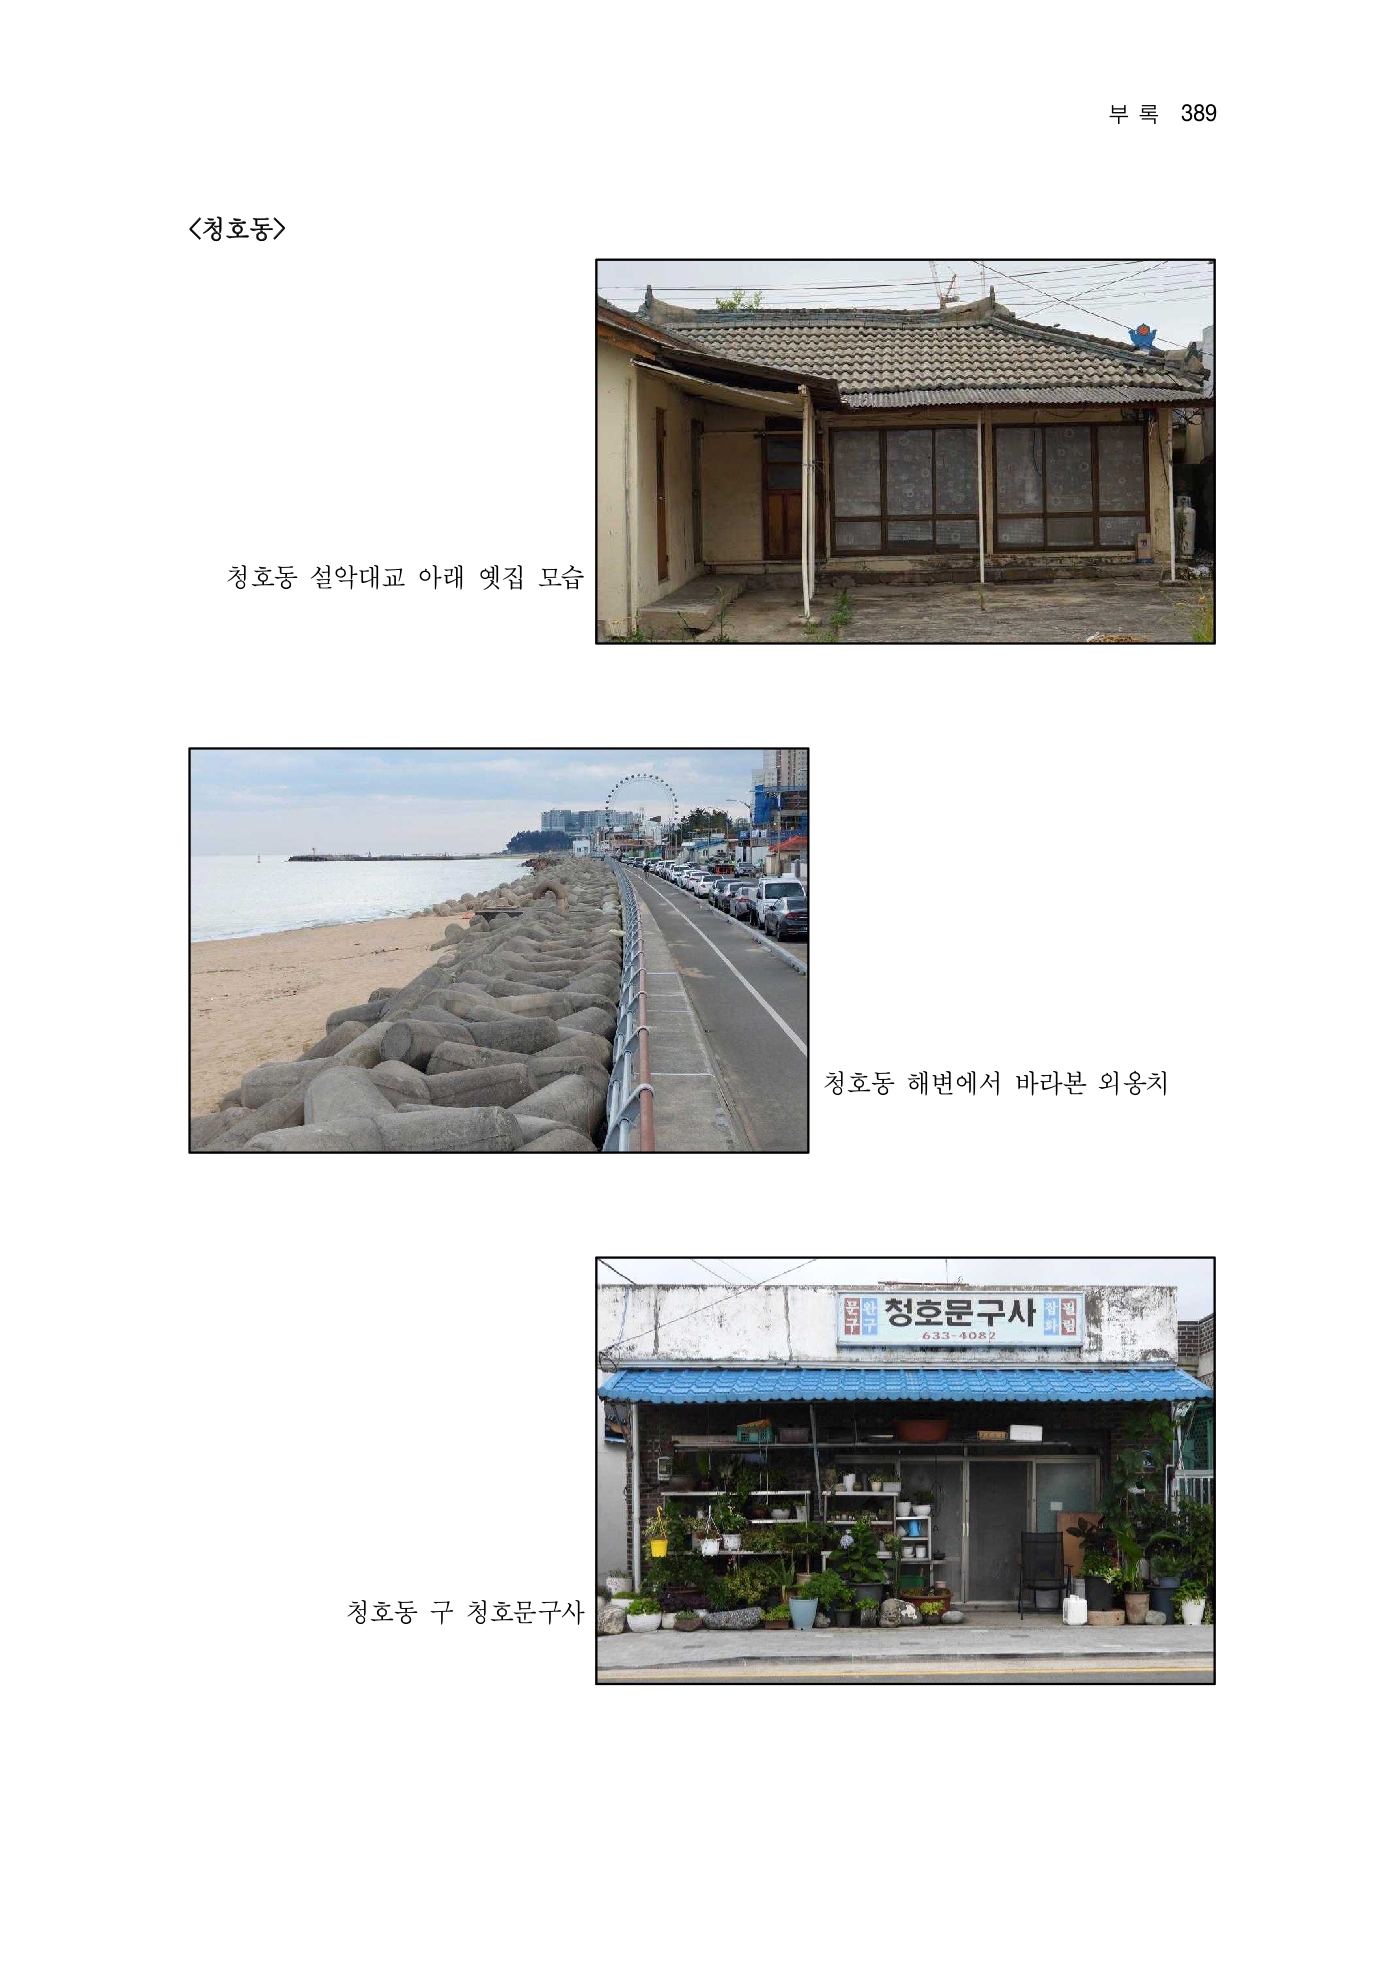 부 록 389
<청호동>
청호동 설악대교 아래 옛집 모습
청호동 해변에서 바라본 외옹치
문구 완구 청호문구사 잡화 필림
633-4082
청호동 구 청호문구사